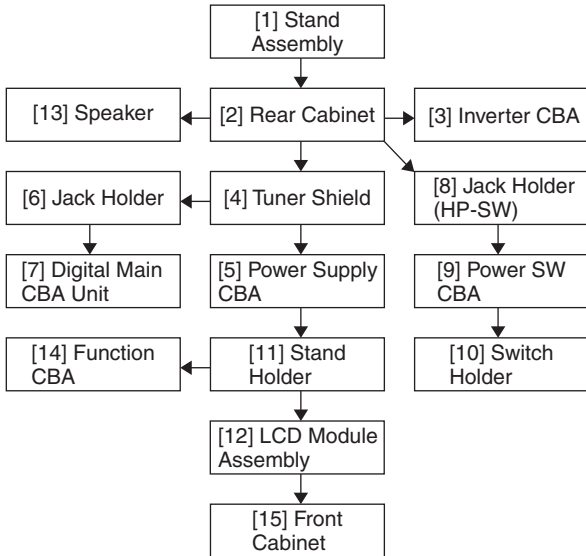 [1] Stand
Assembly
[13] Speaker
[2] Rear Cabinet
[3] Inverter CBA
[6] Jack Holder
[4] Tuner Shield
[8] Jack Holder
(HP-SW)
[7] Digital Main
CBA Unit
[5] Power Supply
CBA
[9] Power SW
CBA
[14] Function
CBA
[11] Stand
Holder
[10] Switch
Holder
[12] LCD Module
Assembly
[15] Front
Cabinet